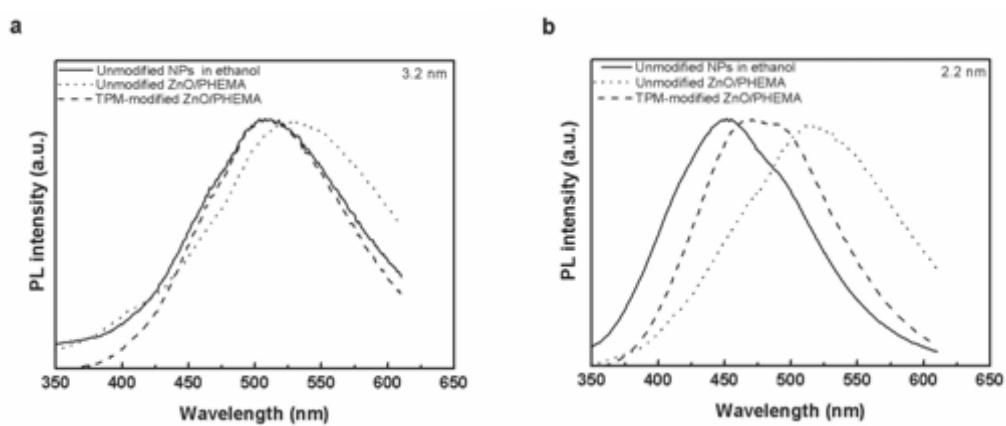 a
Unmodified NPs in ethanol
Unmodified ZnO/PHEMA
TPM-modified ZnO/PHEMA
3.2 nm
PL intensity (a.u.)
350 400 450 500 550 600 650
Wavelength (nm)
b
Unmodified NPs in ethanol
Unmodified ZnO/PHEMA
TPM-modified ZnO/PHEMA
2.2 nm
PL intensity (a.u.)
350 400 450 500 550 600 650
Wavelength (nm)